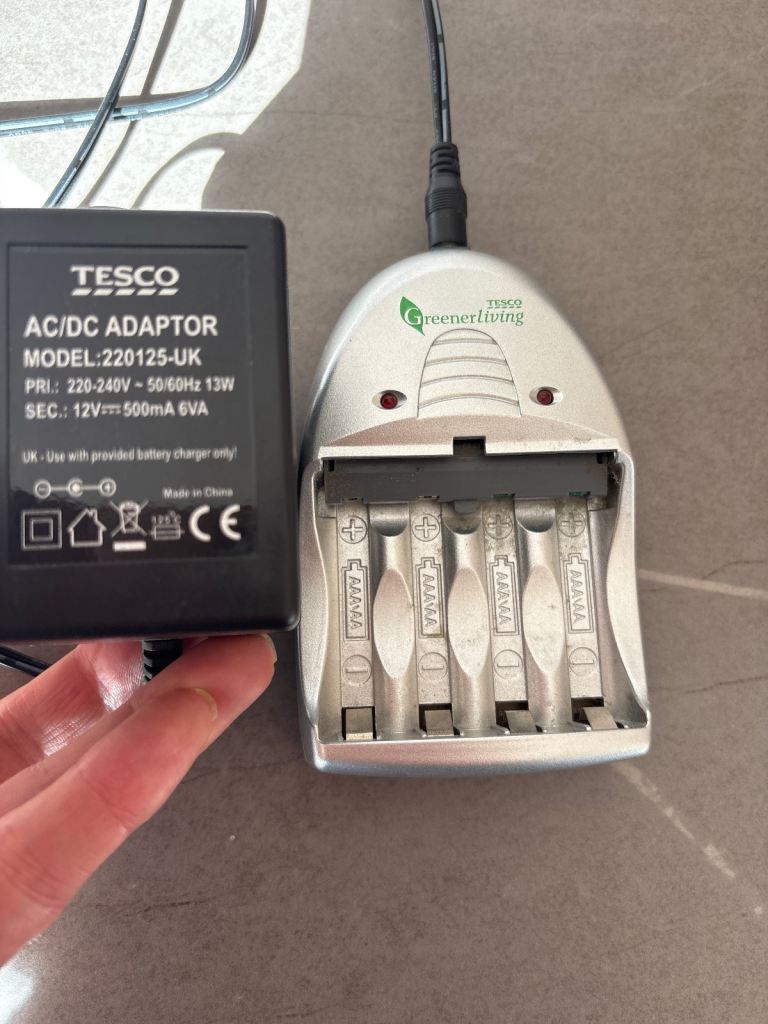 TESCO
AC/DC ADAPTOR
MODEL:220125-UK
PRI.: 220-240V ~ 50/60Hz 13W
SEC.: 12V⎓500mA 6VA
UK - Use with provided battery charger only!
Made in China
125°C
CE
TESCO
Greenerliving
AAA\AA
AAA\AA
AAA\AA
AAA\AA